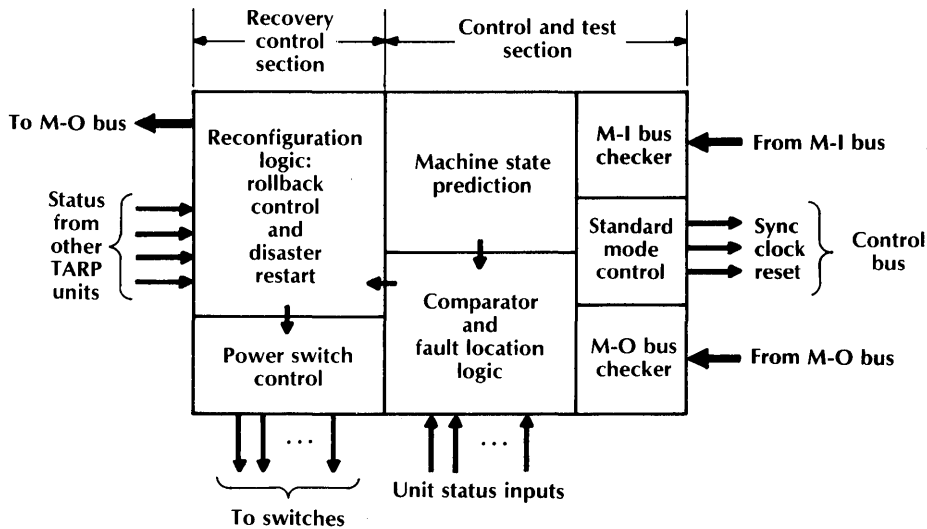 Recovery
control
section
Control and test
section
To M-O bus
Reconfiguration
logic:
rollback
control
and
disaster
restart
Machine state
prediction
M-I bus
checker
From M-I bus
Status
from
other
TARP
units
Standard
mode
control
Sync
clock
reset
Control
bus
Comparator
and
fault location
logic
Power switch
control
M-O bus
checker
From M-O bus
...
...
Unit status inputs
To switches